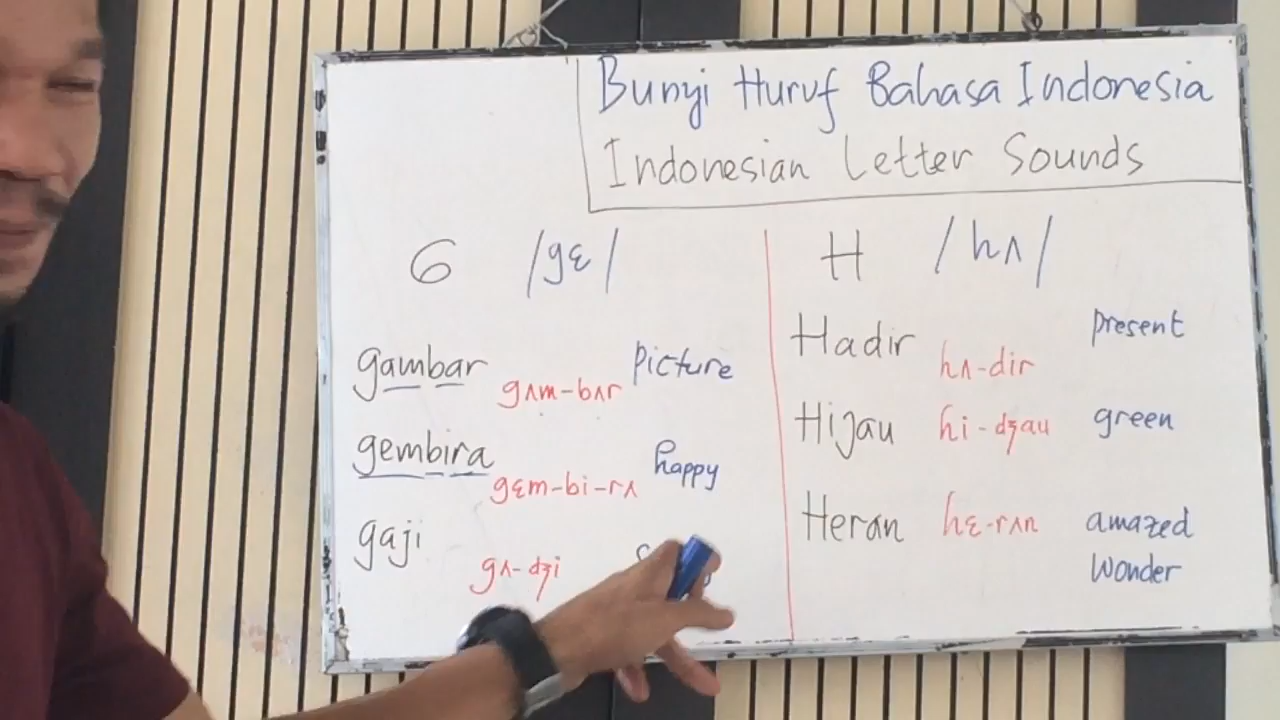 Bunyi Huruf Bahasa Indonesia
Indonesian Letter Sounds
G /gɛ/
gambar gʌm-bʌr picture
gembira gɛm-bi-rʌ happy
gaji gʌ-dʒi
H /hʌ/
Hadir hʌ-dir present
Hijau hi-dʒau green
Heran hɛ-rʌn amazed
wonder